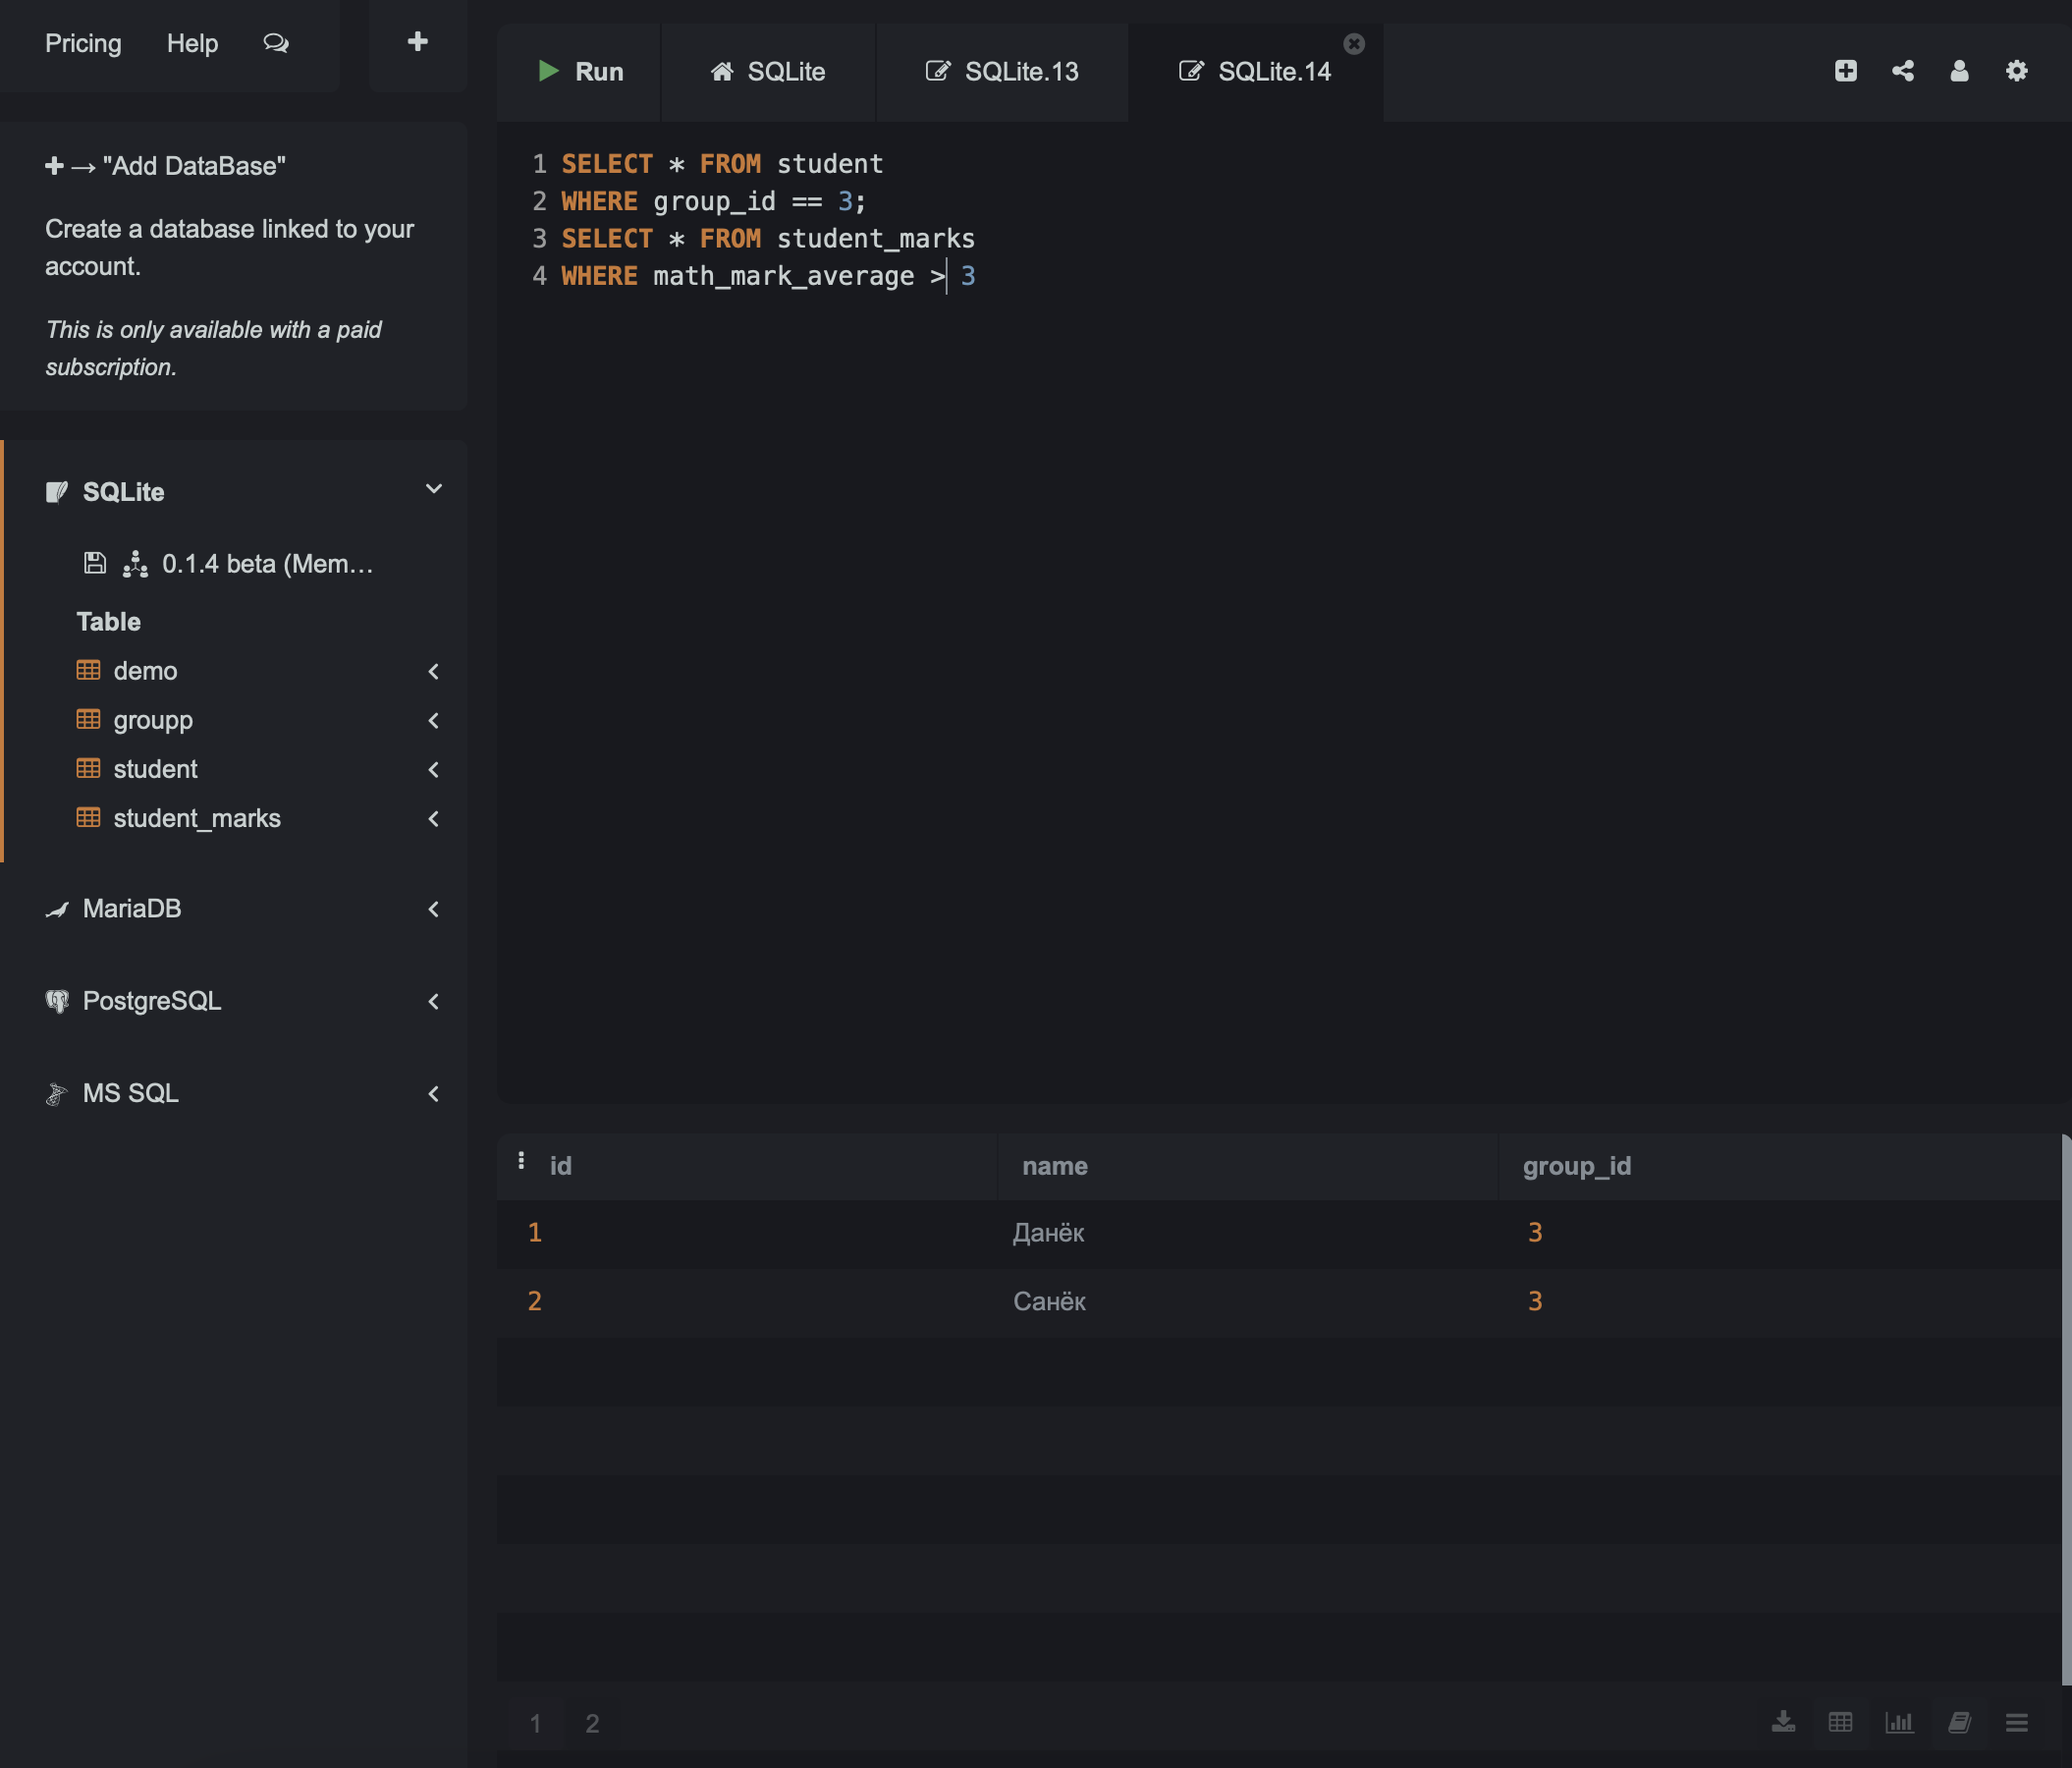 Pricing Help
"Add DataBase"
Create a database linked to your
account.
This is only available with a paid
subscription.
SQLite
0.1.4 beta (Mem...
Table
demo
groupp
student
student_marks
MariaDB
PostgreSQL
MS SQL
Run SQLite SQLite.13 SQLite.14
1 SELECT * FROM student
2 WHERE group_id == 3;
3 SELECT * FROM student_marks
4 WHERE math_mark_average > 3
id name group_id
1 Данёк 3
2 Санёк 3
1 2